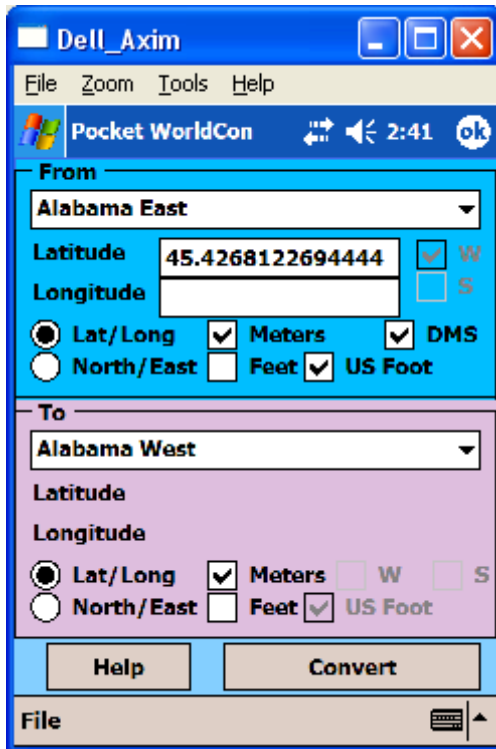 Dell_Axim
File Zoom Tools Help
Pocket WorldCon 2:41 ok
From
Alabama East
Latitude 45.4268122694444 W
Longitude S
Lat/Long Meters DMS
North/East Feet US Foot
To
Alabama West
Latitude
Longitude
Lat/Long Meters W S
North/East Feet US Foot
Help Convert
File